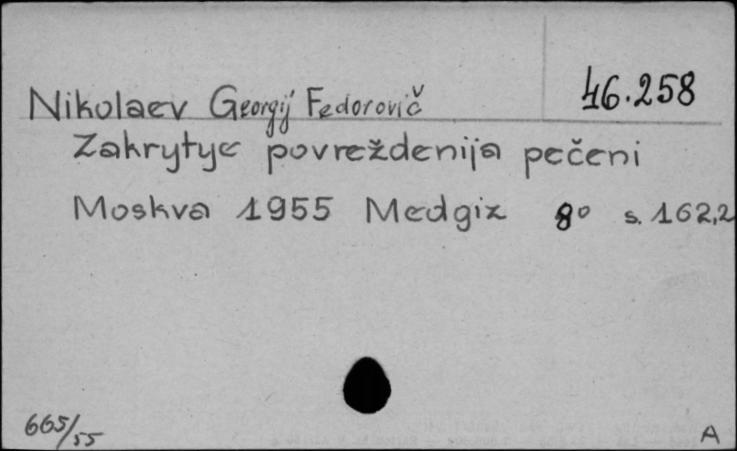 Nikolaev Georgij Fedorovič 46.258
Zakrytye povreždenija pečeni
Moskva 1955 Medgiz 8° s. 162,2
665/55
A